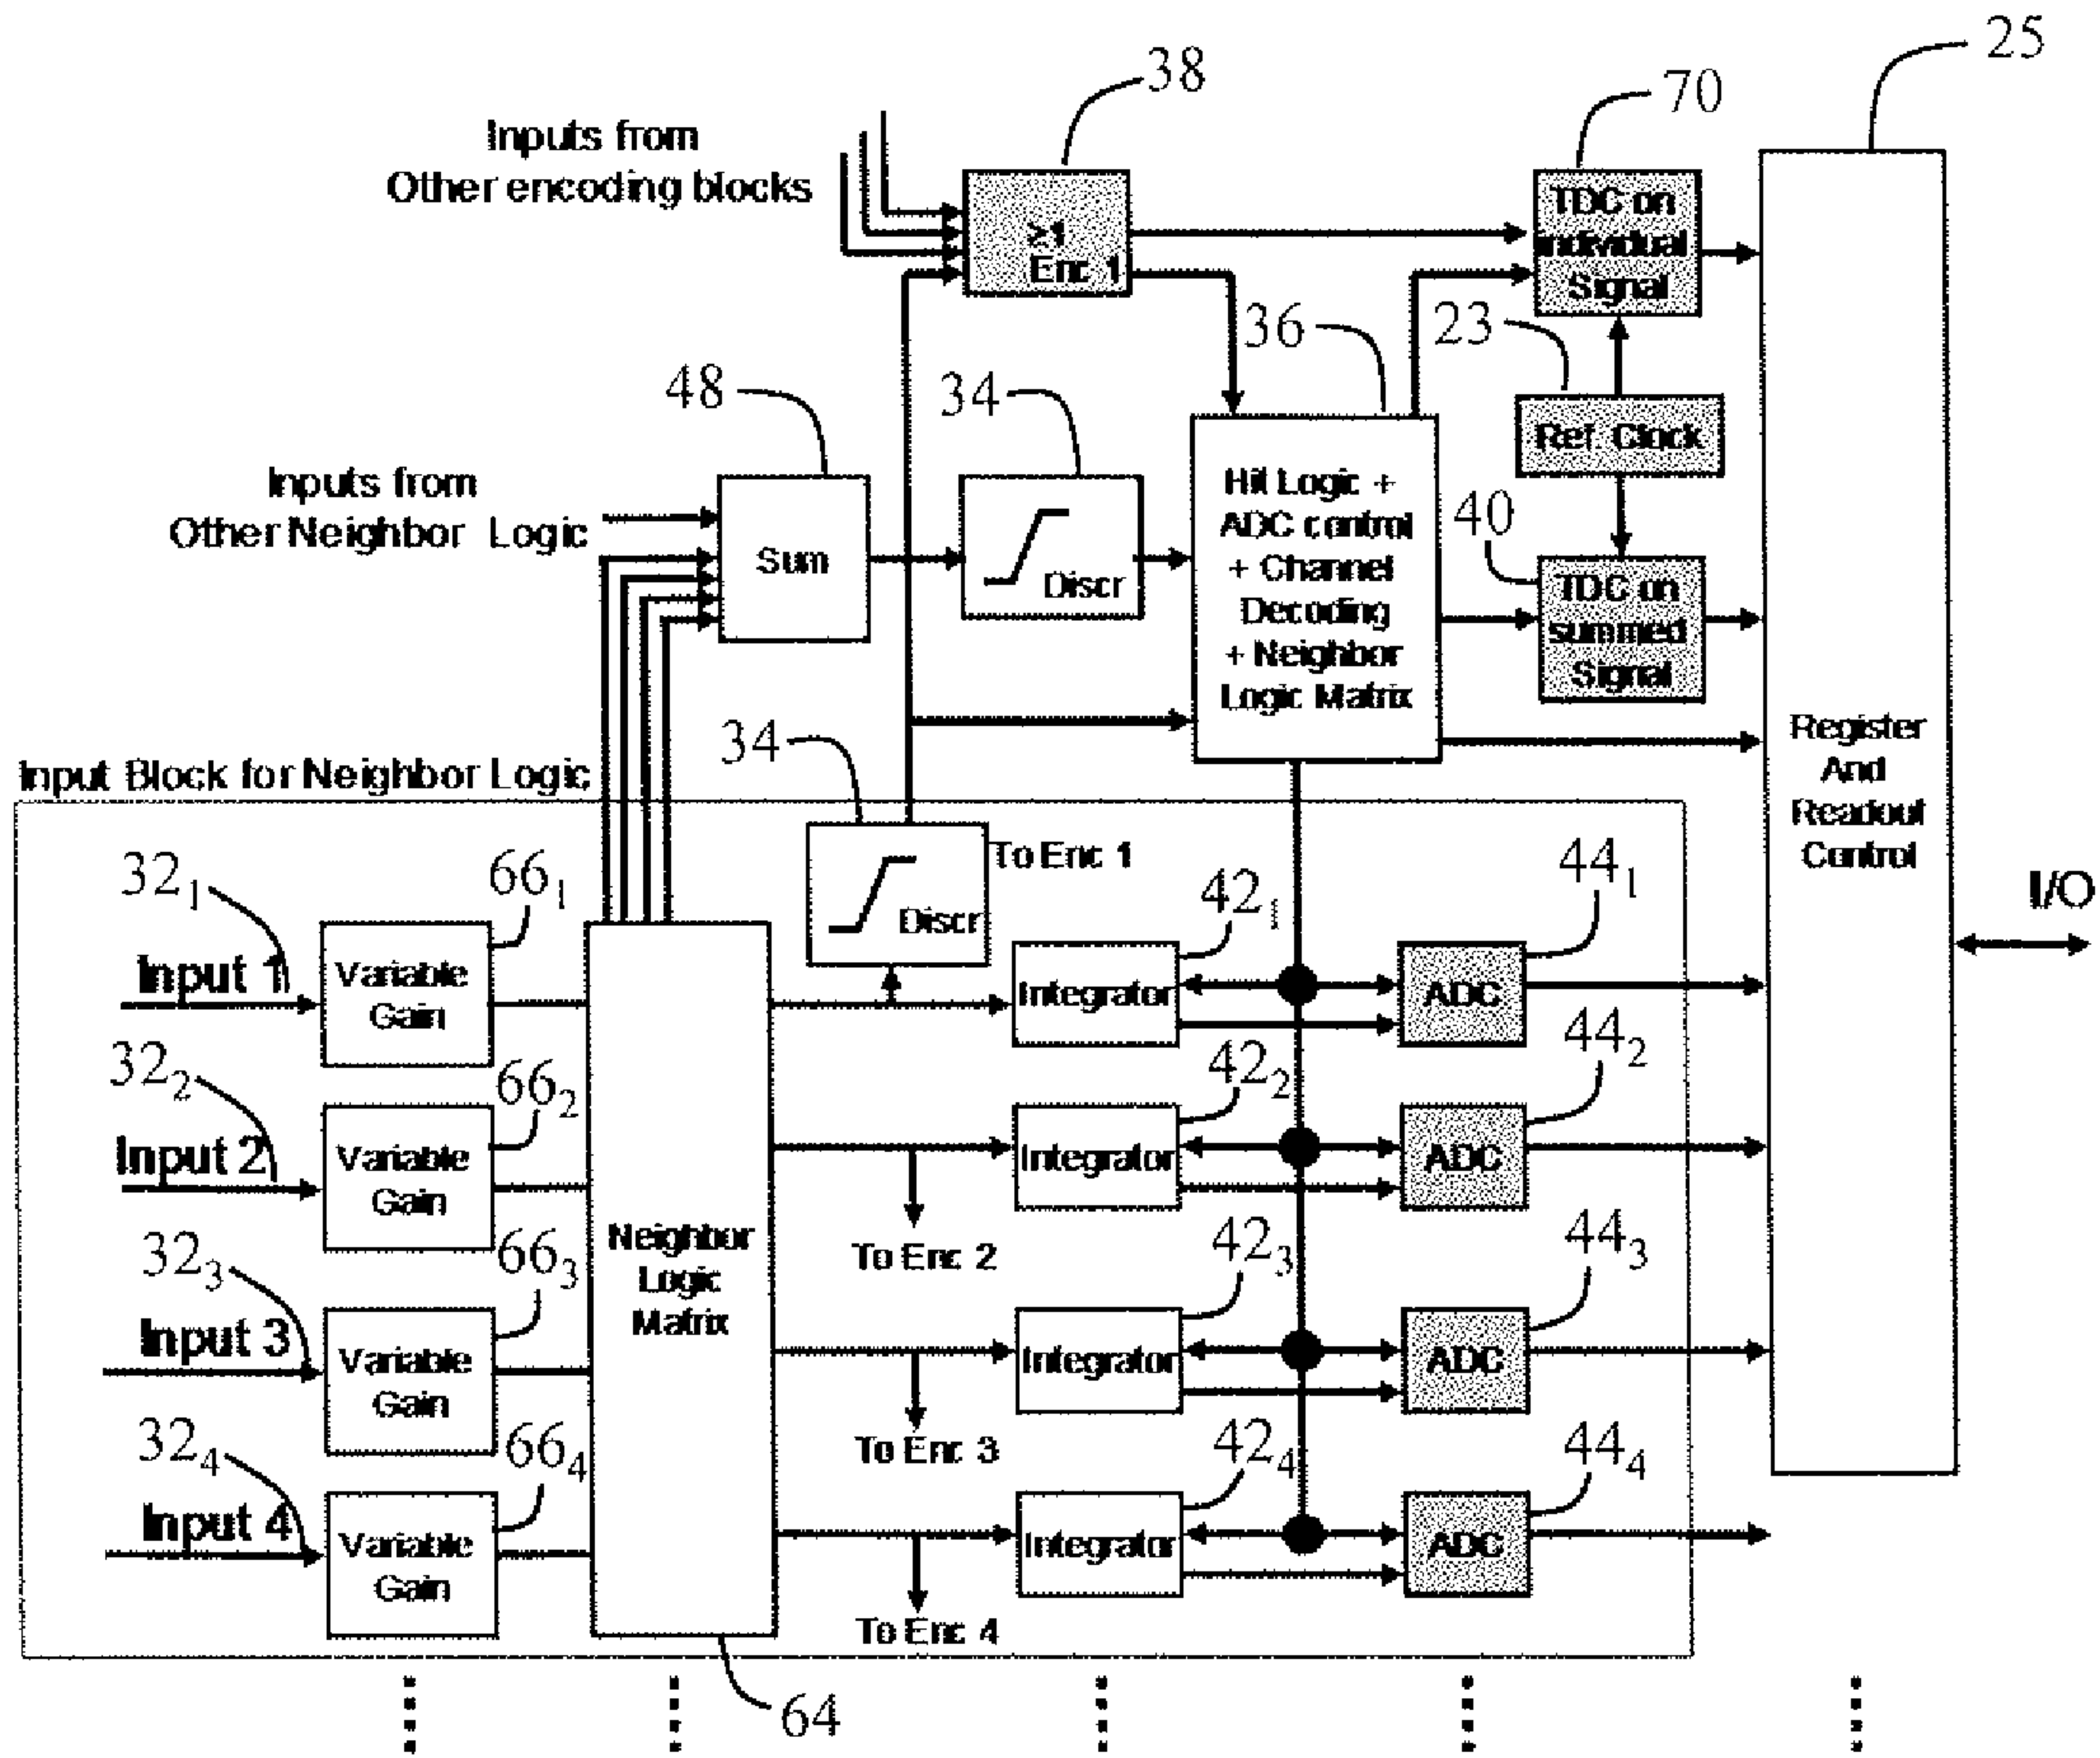 25
38
70
Inputs from
Other encoding blocks
≥1
Enc 1
TDC on
individual
Signal
36
23
48
34
Ref. Clock
Inputs from
Other Neighbor Logic
Sum
Discr
Hit Logic +
ADC control
+ Channel
Decoding
+ Neighbor
Logic Matrix
40
TDC on
summed
Signal
Register
And
Readout
Control
34
Input Block for Neighbor Logic
Discr
To Enc 1
I/O
32₁
Input 1
66₁
Variable
Gain
42₁
Integrator
44₁
ADC
32₂
Input 2
66₂
Variable
Gain
42₂
Integrator
44₂
ADC
To Enc 2
Neighbor
Logic
Matrix
32₃
Input 3
66₃
Variable
Gain
42₃
Integrator
44₃
ADC
To Enc 3
32₄
Input 4
66₄
Variable
Gain
42₄
Integrator
44₄
ADC
To Enc 4
64